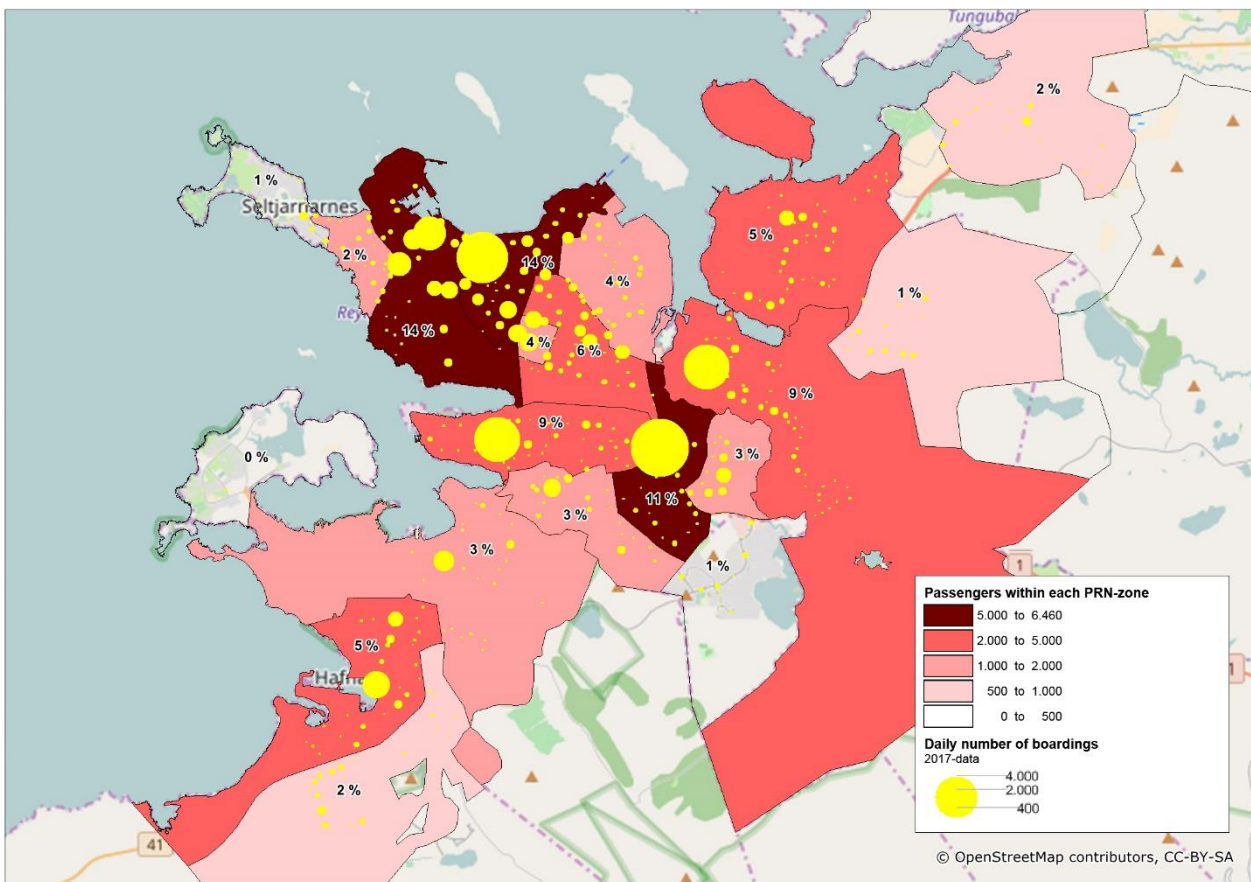 Tungubal
2 %
1 %
Seltjarnarnes
2 %
14 %
5 %
4 %
1 %
14 %
4 %
6 %
9 %
9 %
0 %
3 %
11 %
3 %
3 %
1 %
5 %
2 %
41
1
1
Passengers within each PRN-zone
5.000 to 6.460
2.000 to 5.000
1.000 to 2.000
500 to 1.000
0 to 500
Daily number of boardings
2017-data
4.000
2.000
400
© OpenStreetMap contributors, CC-BY-SA